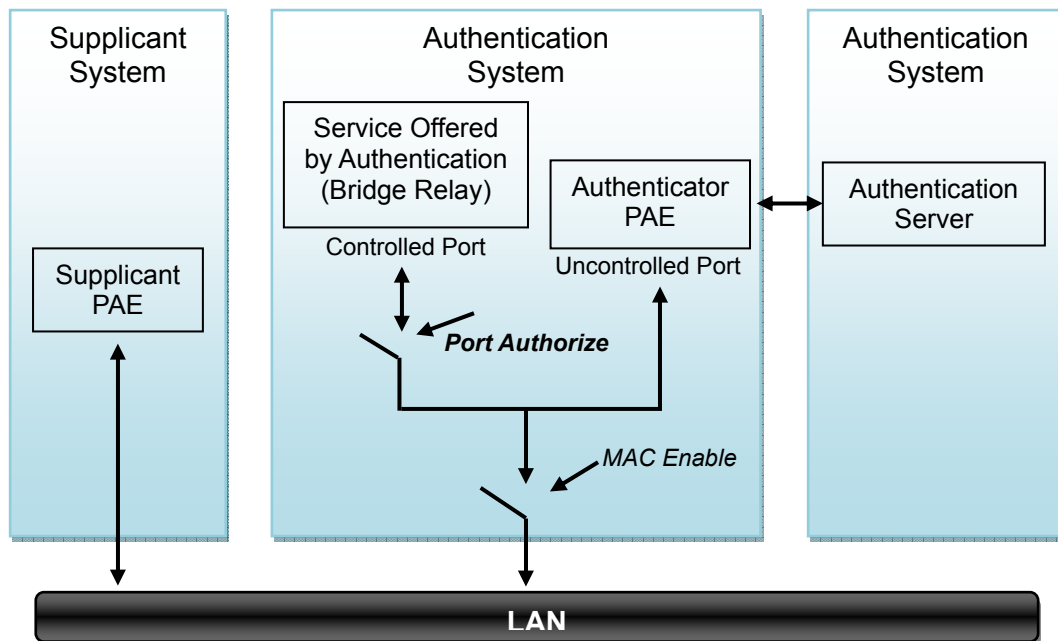 Supplicant
System
Authentication
System
Authentication
System
Service Offered
by Authentication
(Bridge Relay)
Controlled Port
Authenticator
PAE
Uncontrolled Port
Authentication
Server
Supplicant
PAE
Port Authorize
MAC Enable
LAN